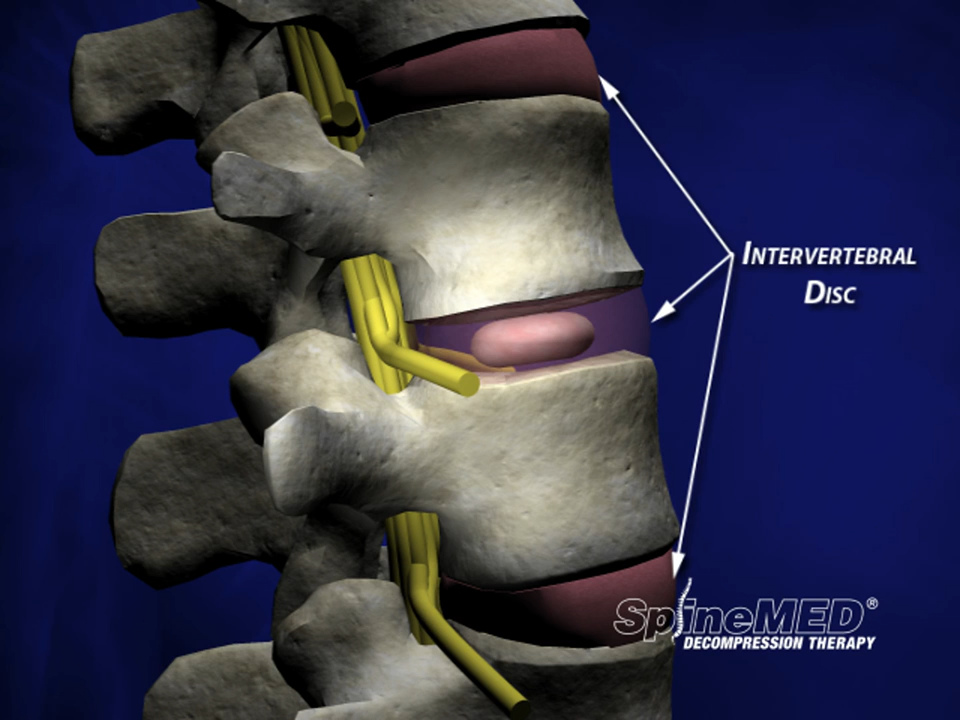 INTERVERTEBRAL
DISC
SpineMED®
DECOMPRESSION THERAPY